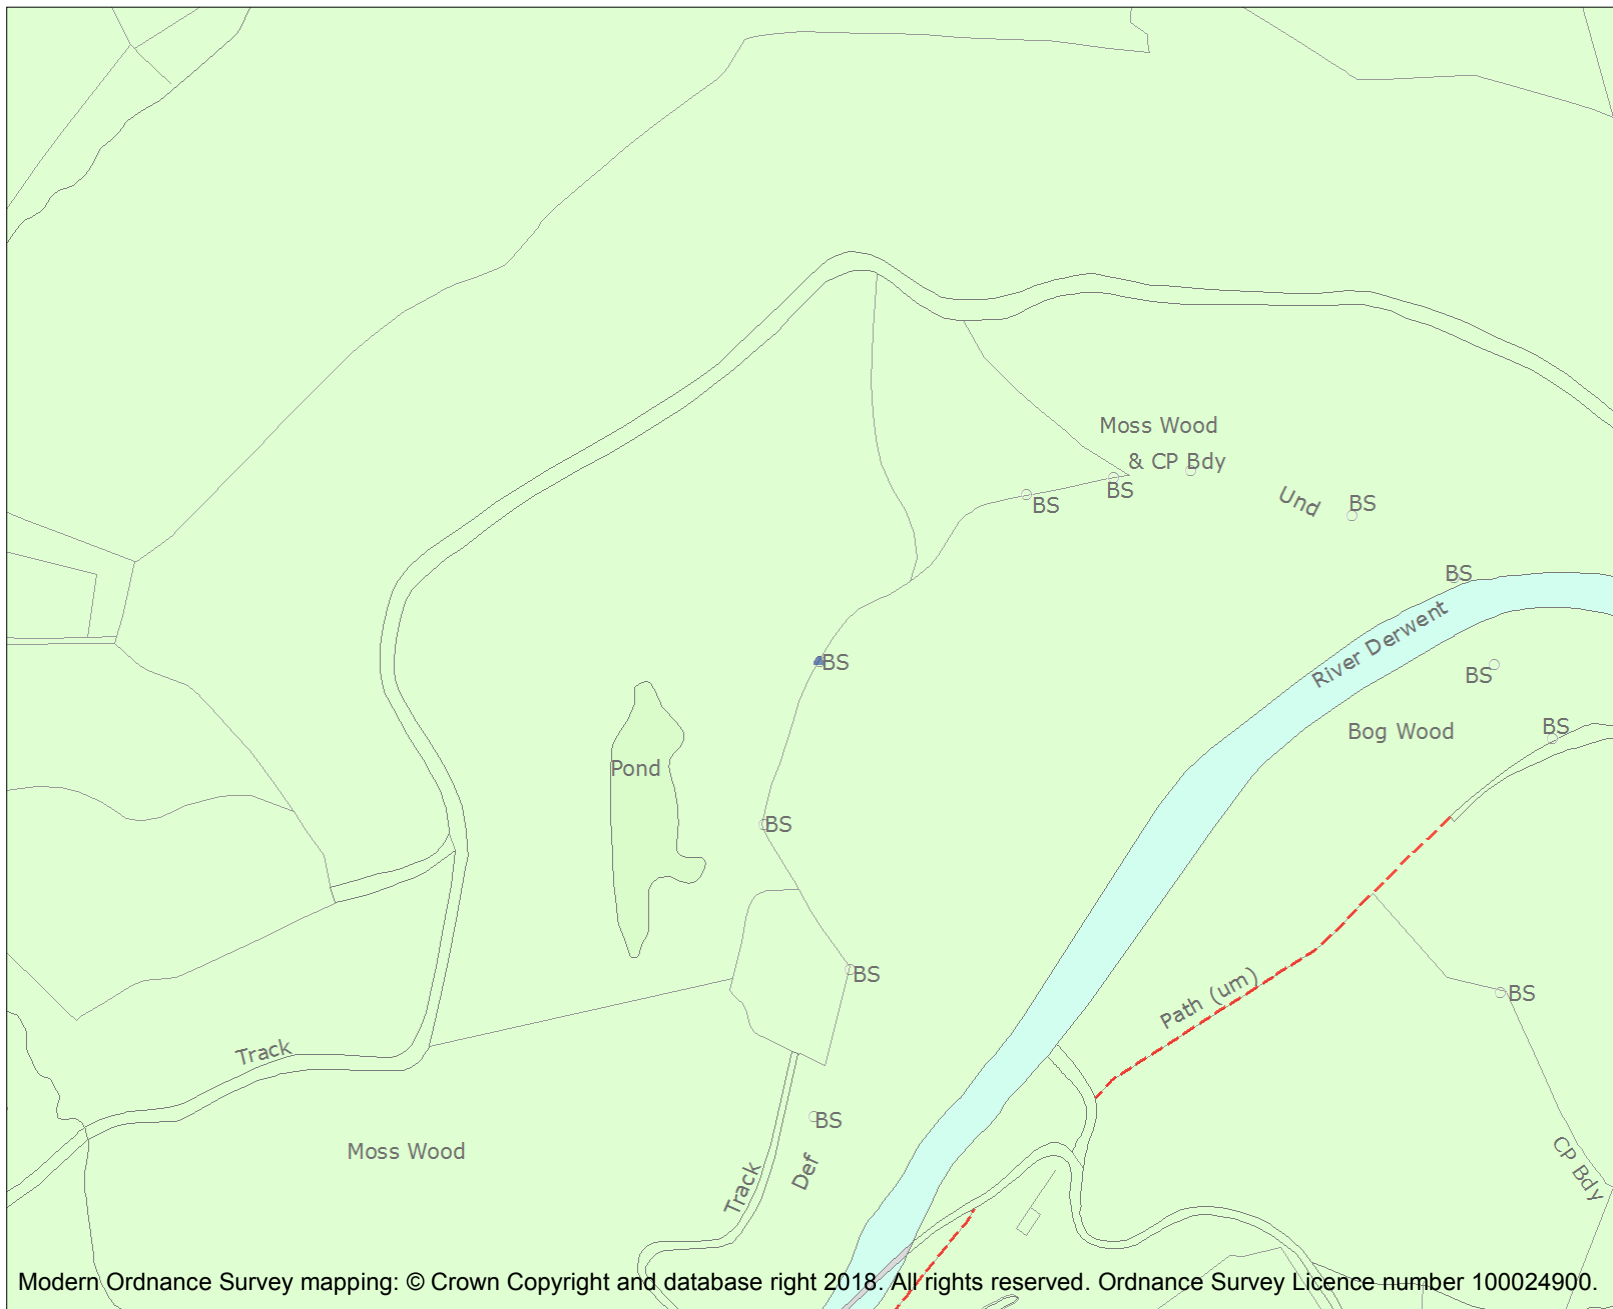 Moss Wood
& CP Bdy
BS
BS
Und
BS
BS
River Derwent
BS
BS
Bog Wood
BS
Pond
BS
BS
BS
Path (um)
Track
BS
Moss Wood
Track
Def
CP Bdy
Modern Ordnance Survey mapping: © Crown Copyright and database right 2018. All rights reserved. Ordnance Survey Licence number 100024900.